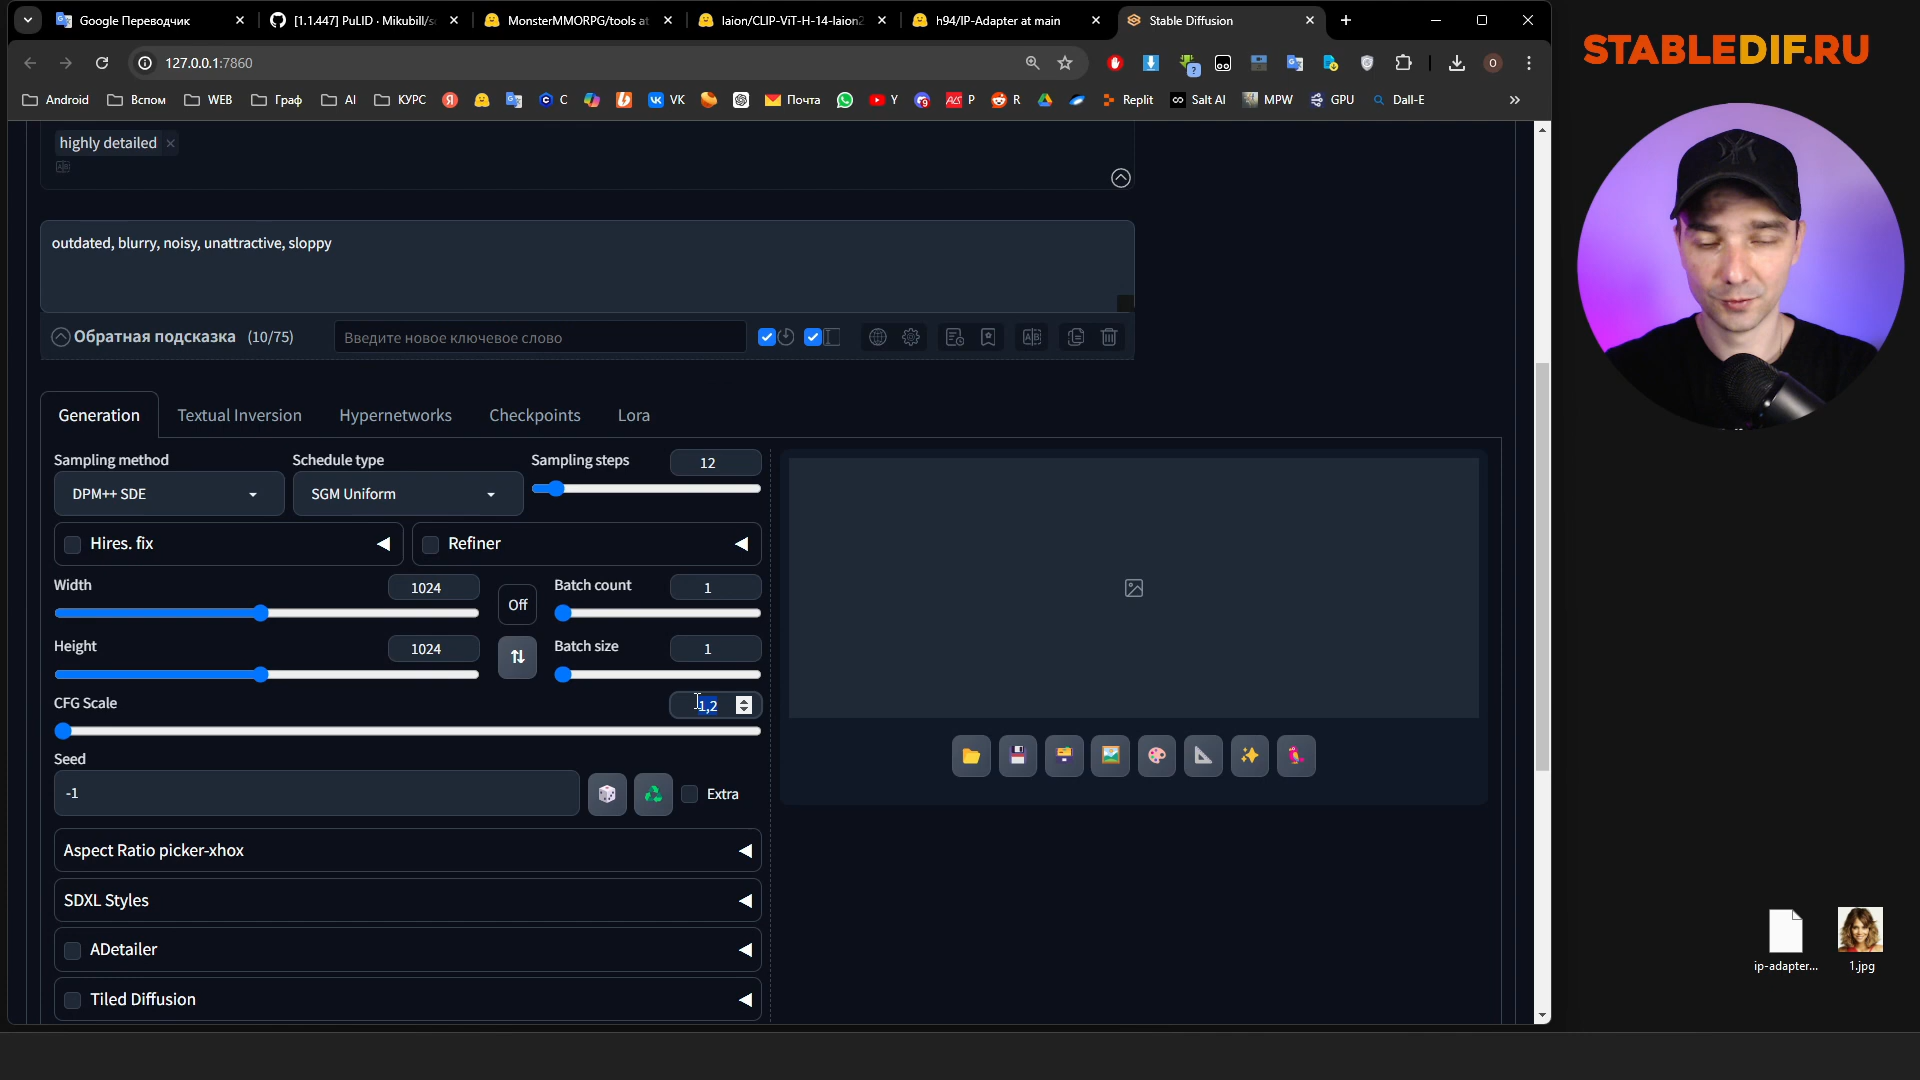 Google Переводчик
[1.1.447] PuLID · Mikubill/s
MonsterMMORPG/tools at
laion/CLIP-ViT-H-14-laion2
h94/IP-Adapter at main
Stable Diffusion
STABLEDIF.RU
127.0.0.1:7860
O
Android
Вспом
WEB
Граф
AI
КУРС
C
VK
Почта
Y
P
R
Replit
Salt AI
MPW
GPU
Dall-E
highly detailed
outdated, blurry, noisy, unattractive, sloppy
Обратная подсказка (10/75)
Введите новое ключевое слово
Generation
Textual Inversion
Hypernetworks
Checkpoints
Lora
Sampling method
Schedule type
Sampling steps
12
DPM++ SDE
SGM Uniform
Hires. fix
Refiner
Width
1024
Off
Batch count
1
Height
1024
Batch size
1
CFG Scale
1,2
Seed
-1
Extra
Aspect Ratio picker-xhox
SDXL Styles
ADetailer
Tiled Diffusion
ip-adapter...
1.jpg